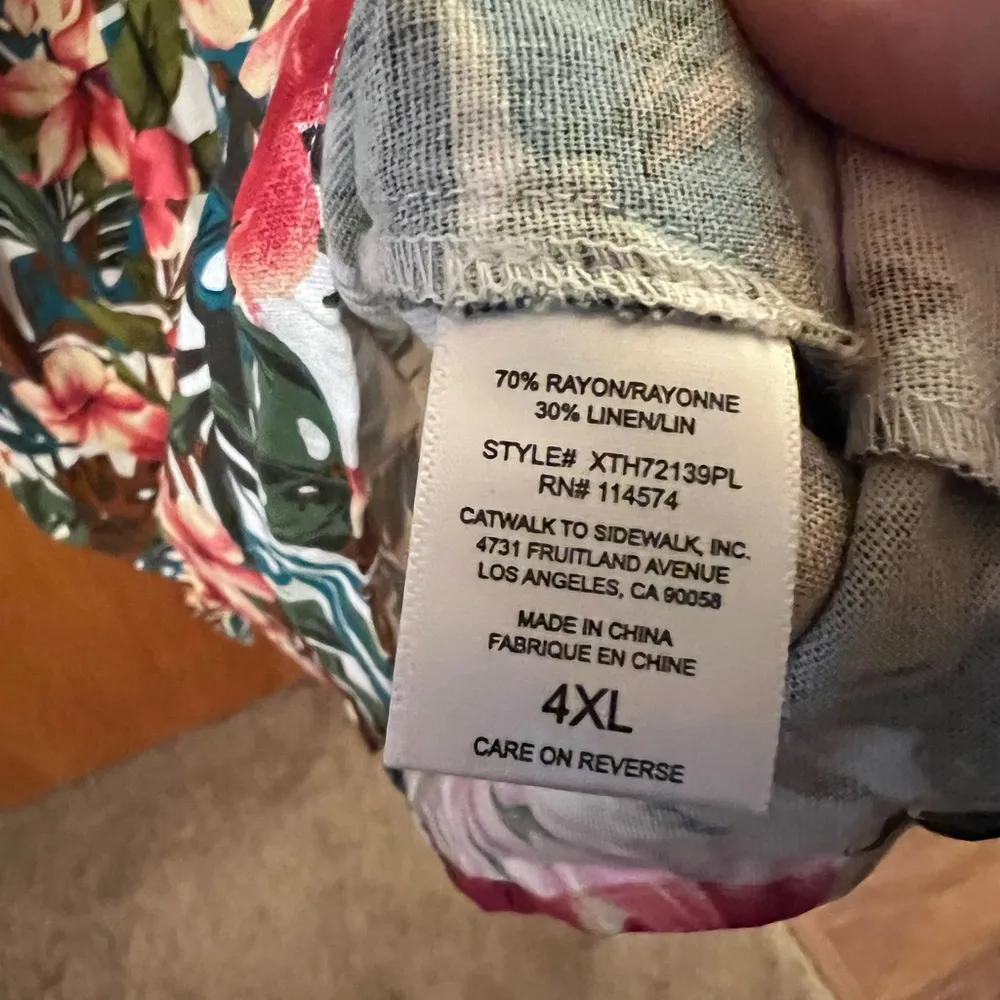 70% RAYON/RAYONNE
30% LINEN/LIN
STYLE# XTH72139PL
RN# 114574
CATWALK TO SIDEWALK, INC.
4731 FRUITLAND AVENUE
LOS ANGELES, CA 90058
MADE IN CHINA
FABRIQUE EN CHINE
4XL
CARE ON REVERSE